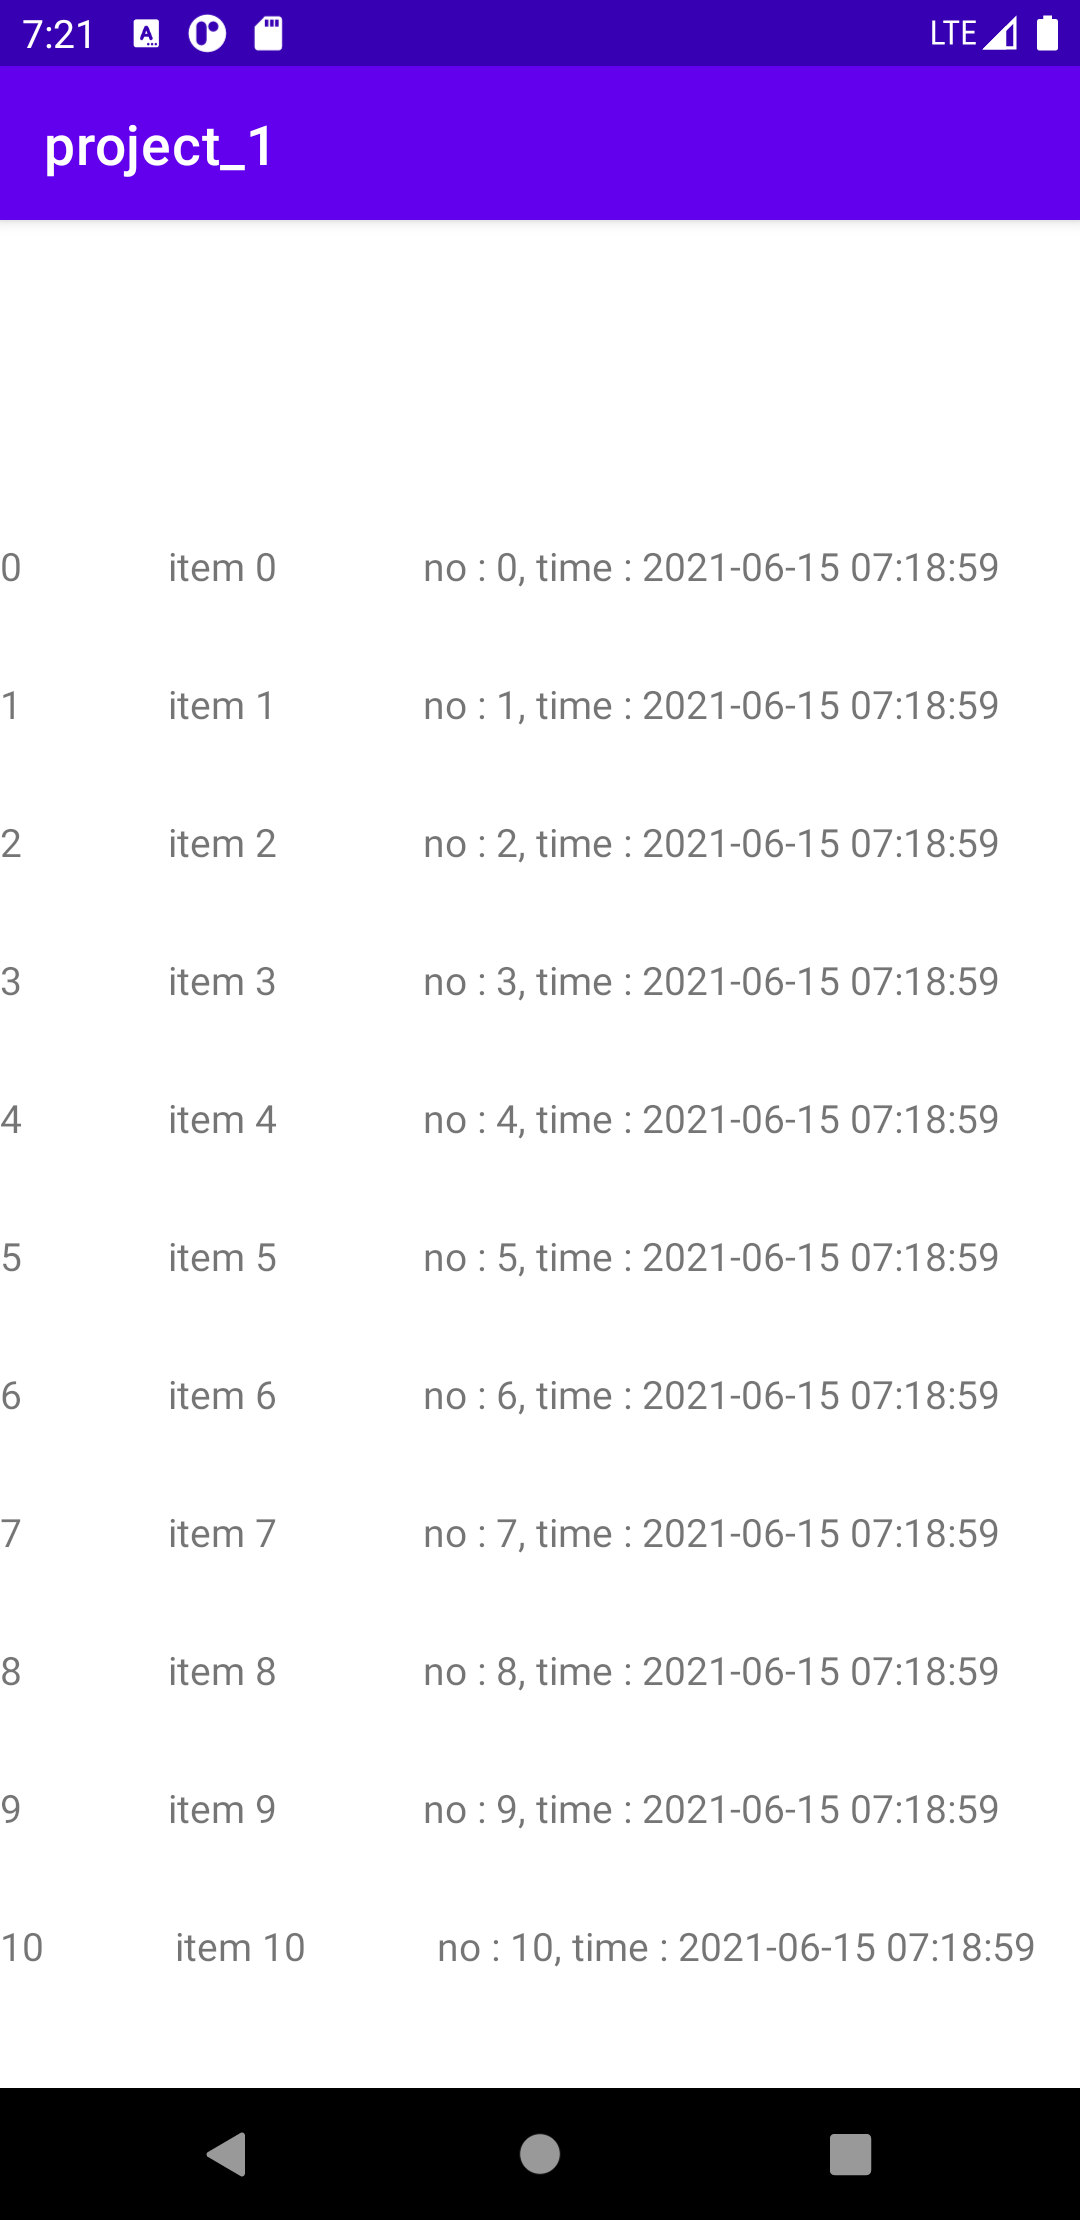 7:21 LTE
project_1
0 item 0 no : 0, time : 2021-06-15 07:18:59
1 item 1 no : 1, time : 2021-06-15 07:18:59
2 item 2 no : 2, time : 2021-06-15 07:18:59
3 item 3 no : 3, time : 2021-06-15 07:18:59
4 item 4 no : 4, time : 2021-06-15 07:18:59
5 item 5 no : 5, time : 2021-06-15 07:18:59
6 item 6 no : 6, time : 2021-06-15 07:18:59
7 item 7 no : 7, time : 2021-06-15 07:18:59
8 item 8 no : 8, time : 2021-06-15 07:18:59
9 item 9 no : 9, time : 2021-06-15 07:18:59
10 item 10 no : 10, time : 2021-06-15 07:18:59